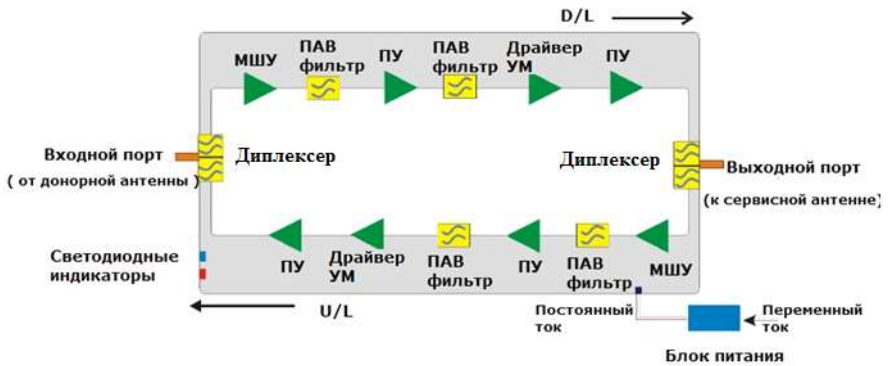 D/L
МШУ
ПАВ
фильтр
ПУ
ПАВ
фильтр
Драйвер
УМ
ПУ
Входной порт
( от донорной антенны )
Диплексер
Диплексер
Выходной порт
(к сервисной антенне)
Светодиодные
индикаторы
ПУ
Драйвер
УМ
ПАВ
фильтр
ПУ
ПАВ
фильтр
МШУ
U/L
Постоянный
ток
Переменный
ток
Блок питания